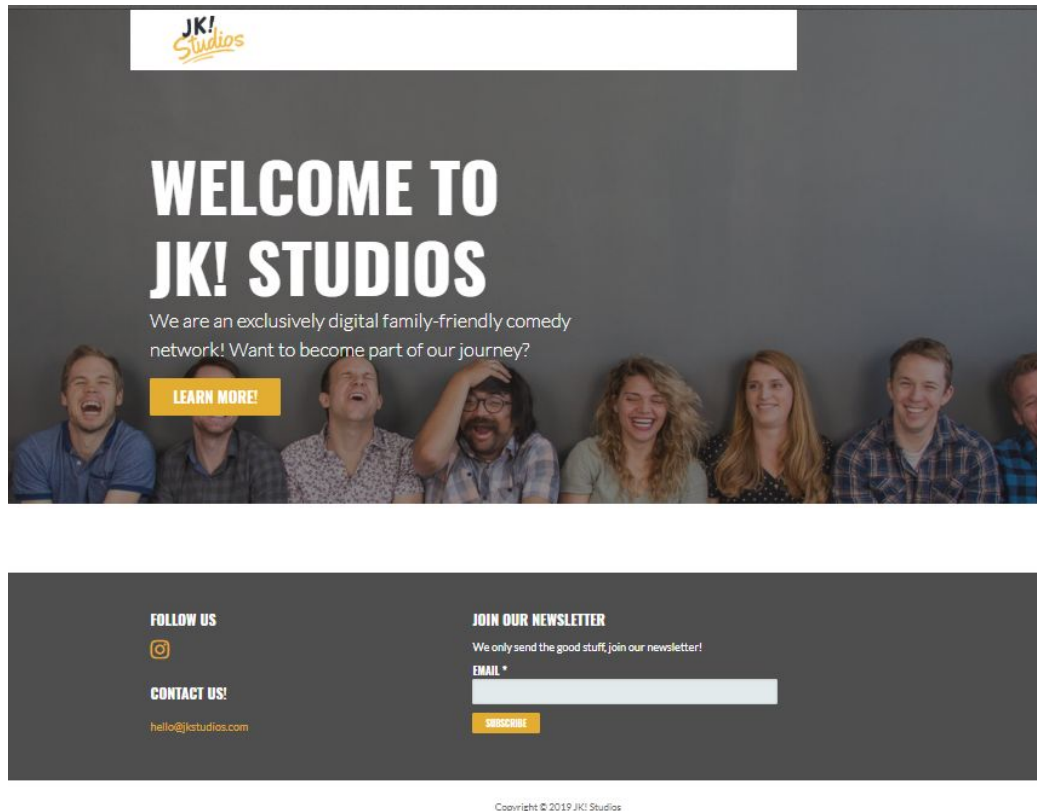 JK!
Studios
WELCOME TO
JK! STUDIOS
We are an exclusively digital family-friendly comedy
network! Want to become part of our journey?
LEARN MORE!
FOLLOW US
CONTACT US!
hello@jkstudios.com
JOIN OUR NEWSLETTER
We only send the good stuff, join our newsletter!
EMAIL *
SUBSCRIBE
Copyright © 2019 JK! Studios